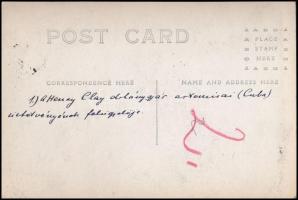 POST CARD
PLACE
STAMP
HERE
CORRESPONDENCE HERE
NAME AND ADDRESS HERE
1) A Henry Clay dohánygyár artemisai (Cuba)
ültetvényének felügyelője.